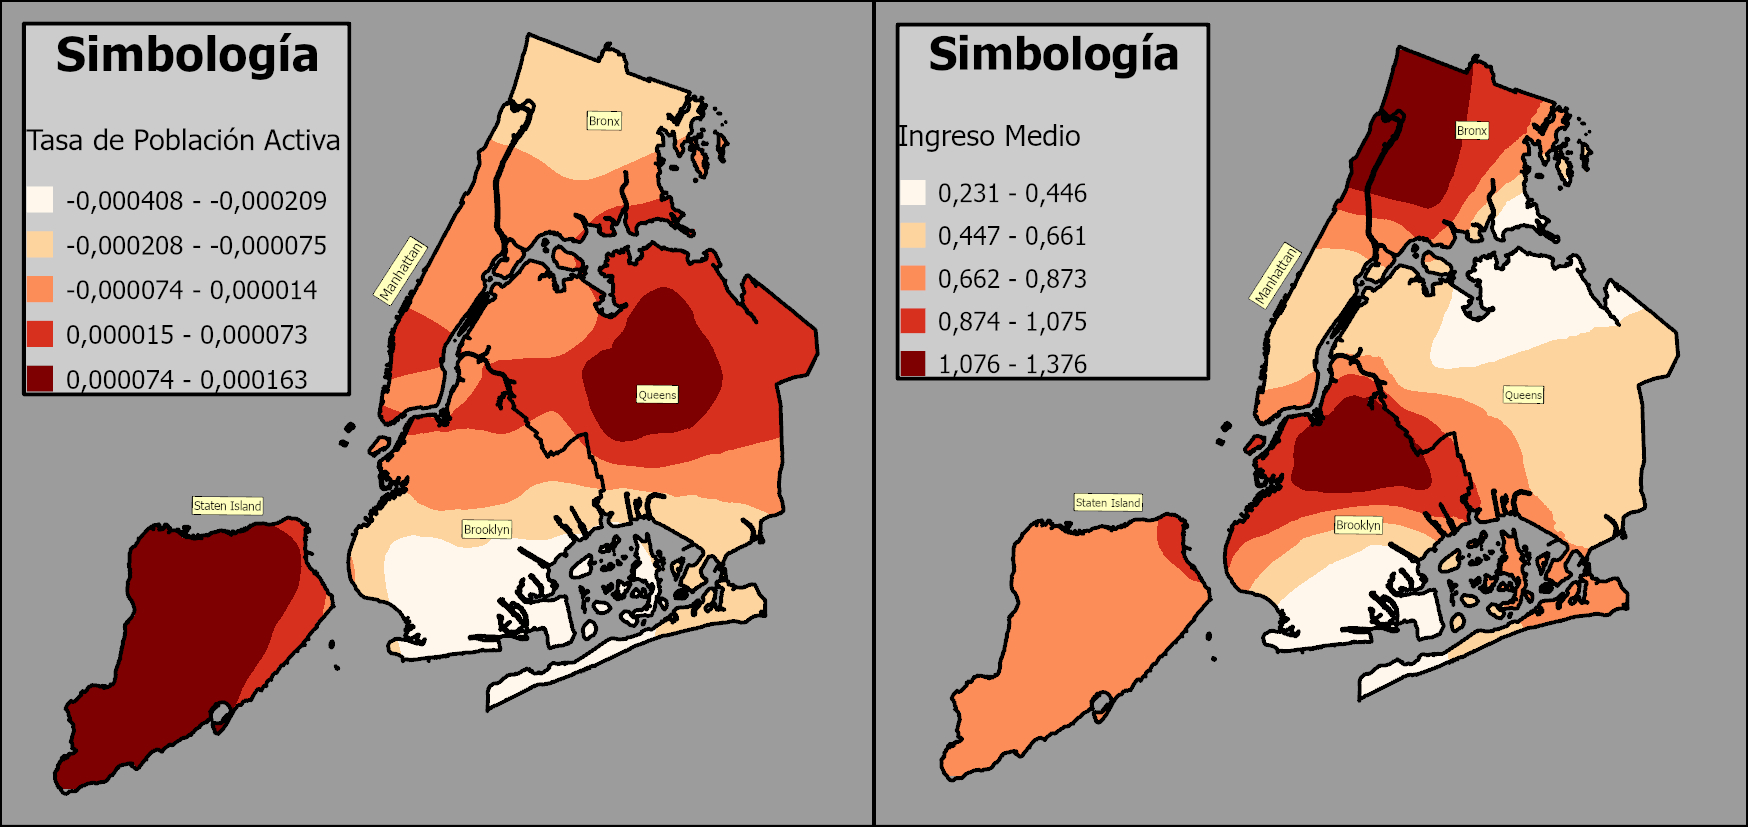 Simbología
Tasa de Población Activa
-0,000408 - -0,000209
-0,000208 - -0,000075
-0,000074 - 0,000014
0,000015 - 0,000073
0,000074 - 0,000163
Bronx
Manhattan
Queens
Staten Island
Brooklyn
Simbología
Ingreso Medio
0,231 - 0,446
0,447 - 0,661
0,662 - 0,873
0,874 - 1,075
1,076 - 1,376
Bronx
Manhattan
Queens
Staten Island
Brooklyn